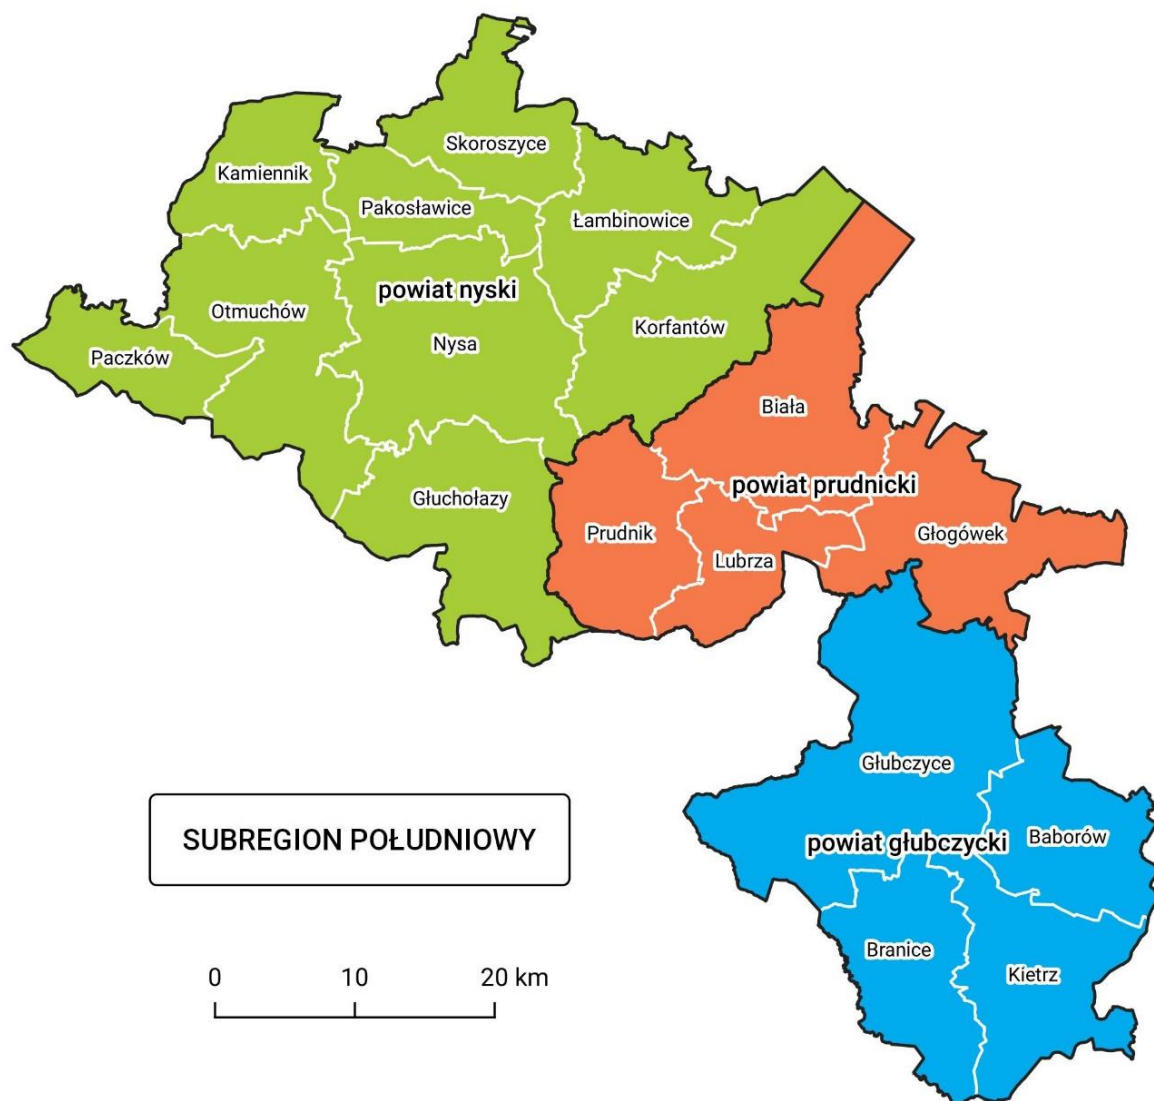 Skoroszyce
Kamiennik
Pakosławice
Łambinowice
powiat nyski
Otmuchów
Korfantów
Nysa
Paczków
Biała
powiat prudnicki
Głuchołazy
Prudnik
Głogówek
Lubrza
Głubczyce
SUBREGION POŁUDNIOWY
powiat głubczycki
Baborów
Branice
Kietrz
0 10 20 km